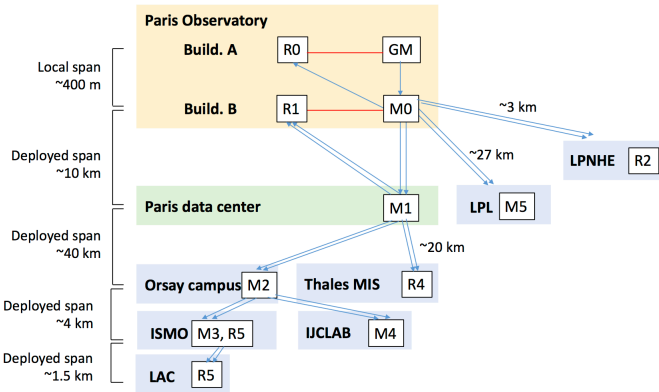 Paris Observatory
Build. A R0 GM
Local span
~400 m
Build. B R1 M0
~3 km
Deployed span
~10 km
~27 km
LPNHE R2
Paris data center M1
LPL M5
Deployed span
~40 km
~20 km
Orsay campus M2
Thales MIS R4
Deployed span
~4 km
ISMO M3, R5
IJCLAB M4
Deployed span
~1.5 km
LAC R5